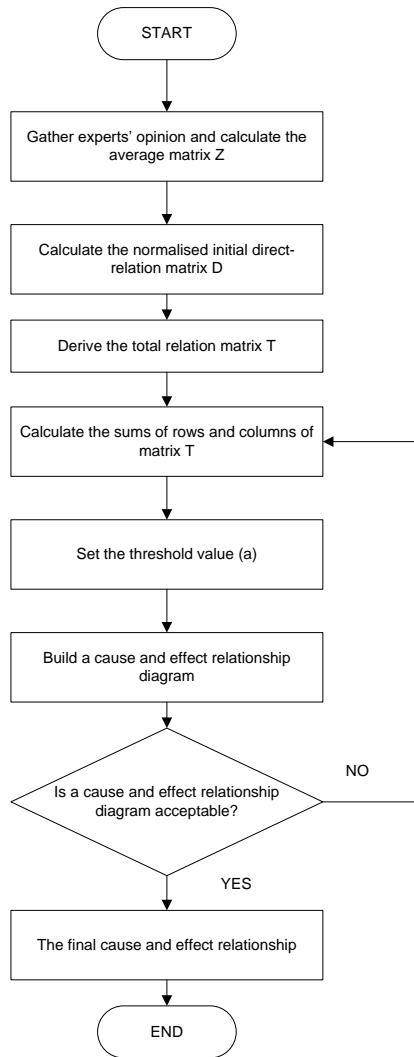 START
Gather experts’ opinion and calculate the
average matrix Z
Calculate the normalised initial direct-
relation matrix D
Derive the total relation matrix T
Calculate the sums of rows and columns of
matrix T
Set the threshold value (a)
Build a cause and effect relationship
diagram
Is a cause and effect relationship
diagram acceptable?
NO
YES
The final cause and effect relationship
END